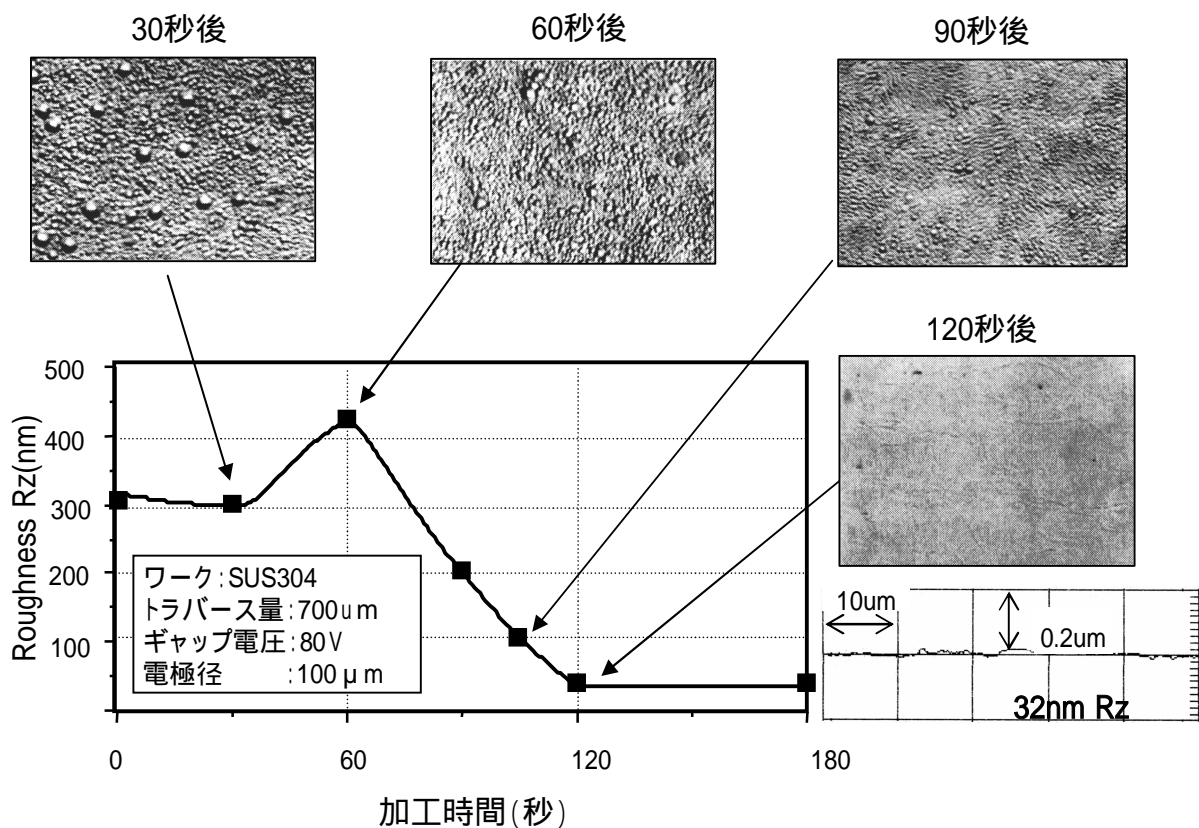 30秒後
60秒後
90秒後
120秒後
500
400
300
200
100
Roughness Rz(nm)
ワーク:SUS304
トラバース量:700um
ギャップ電圧:80V
電極径 :100μm
10um
0.2um
32nm Rz
0
60
120
180
加工時間(秒)